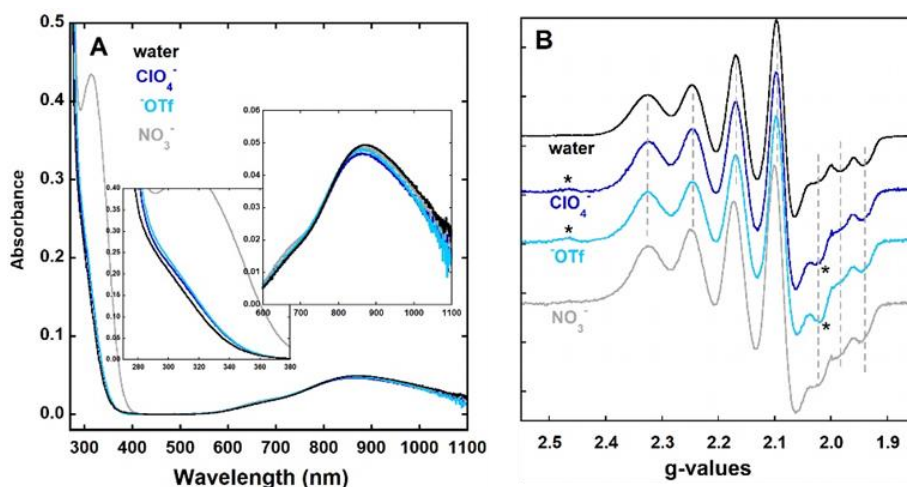 A
water
ClO₄⁻
⁻OTf
NO₃⁻
Absorbance
0.5
0.4
0.3
0.2
0.1
0.0
300 400 500 600 700 800 900 1000 1100
Wavelength (nm)
0.06
0.05
0.04
0.03
0.02
0.01
0.00
600 700 800 900 1000 1100
0.40
0.35
0.30
0.25
0.20
0.15
0.10
0.05
0.00
280 300 320 340 360 380
B
water
*
ClO₄⁻
*
⁻OTf
*
*
NO₃⁻
2.5 2.4 2.3 2.2 2.1 2.0 1.9
g-values